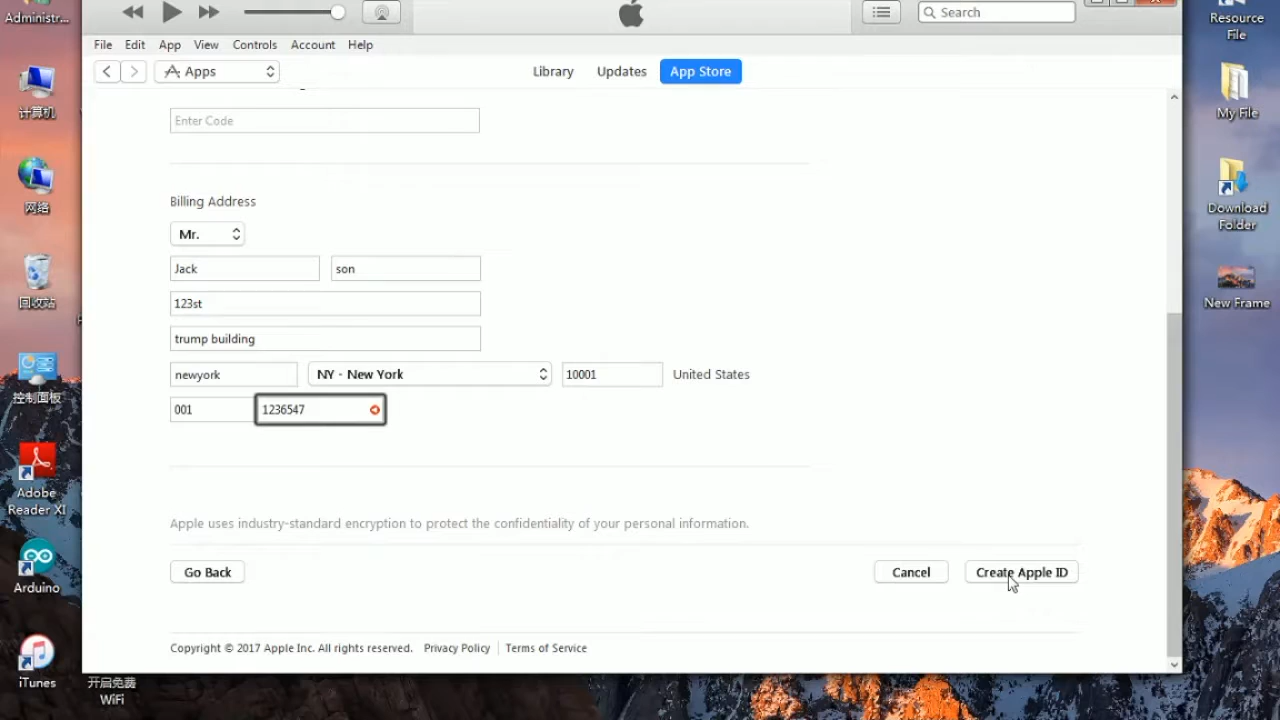 Administr...
Search
Resource
File
File Edit App View Controls Account Help
Apps
Library Updates App Store
计算机
My File
Enter Code
网络
Download
Folder
Billing Address
Mr.
Jack son
回收站
New Frame
123st
trump building
newyork NY - New York 10001 United States
控制面板
001 1236547
Adobe
Reader XI
Apple uses industry-standard encryption to protect the confidentiality of your personal information.
Go Back Cancel Create Apple ID
Arduino
Copyright © 2017 Apple Inc. All rights reserved. Privacy Policy Terms of Service
iTunes
开启免费
WiFi